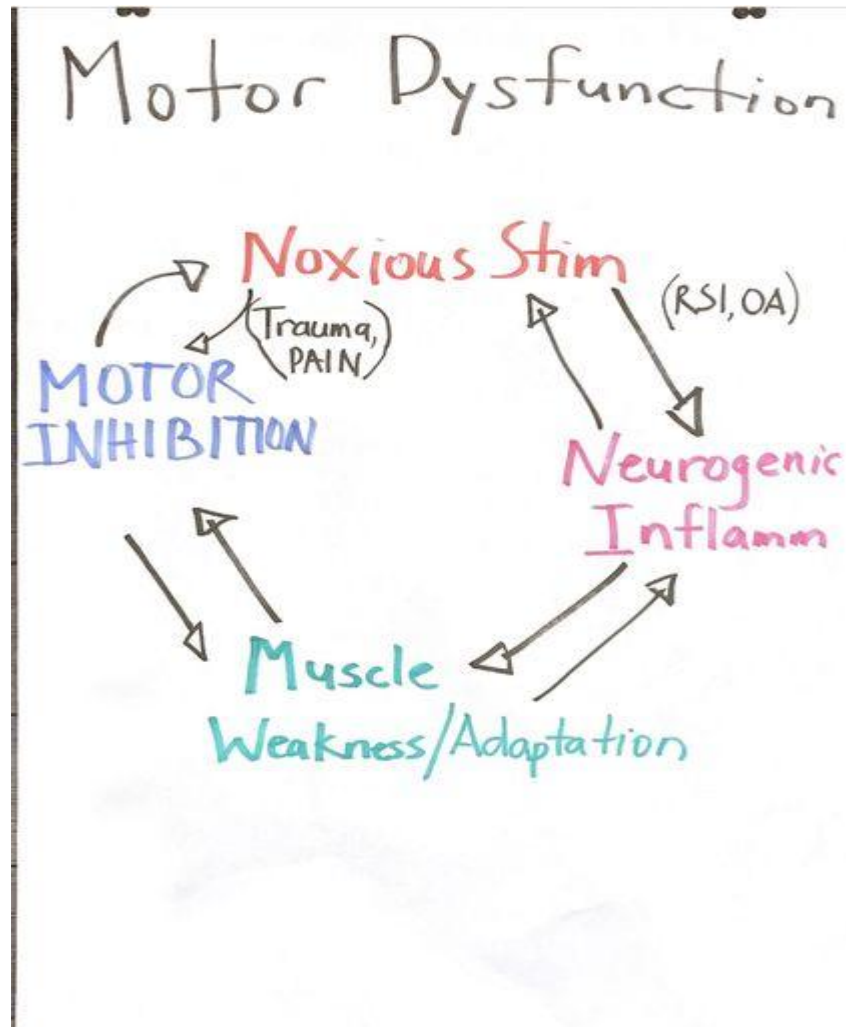 Motor Dysfunction
Noxious Stim
(Trauma,
PAIN)
(RSI, OA)
MOTOR
INHIBITION
Neurogenic
Inflamm
Muscle
Weakness/Adaptation